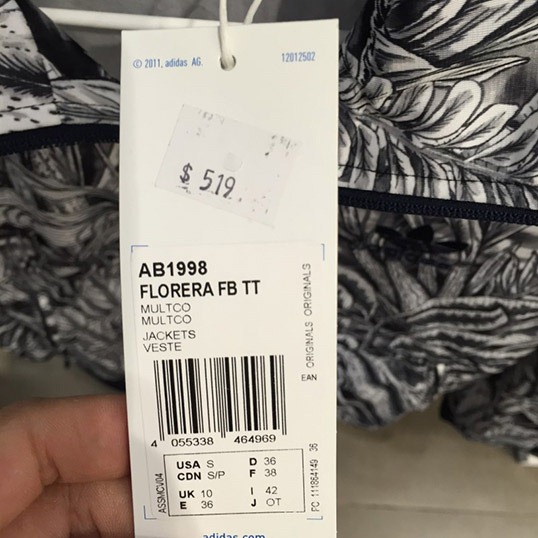 © 2011, adidas AG.
12012502
$ 519
AB1998
FLORERA FB TT
MULTCO
MULTCO
JACKETS
VESTE
ORIGINALS ORIGINALS
EAN
4 055338 464969
ASSMCV04
USA S D 36
CDN S/P F 38
UK 10 I 42
E 36 J OT
PC 111864149 36
adidas.com